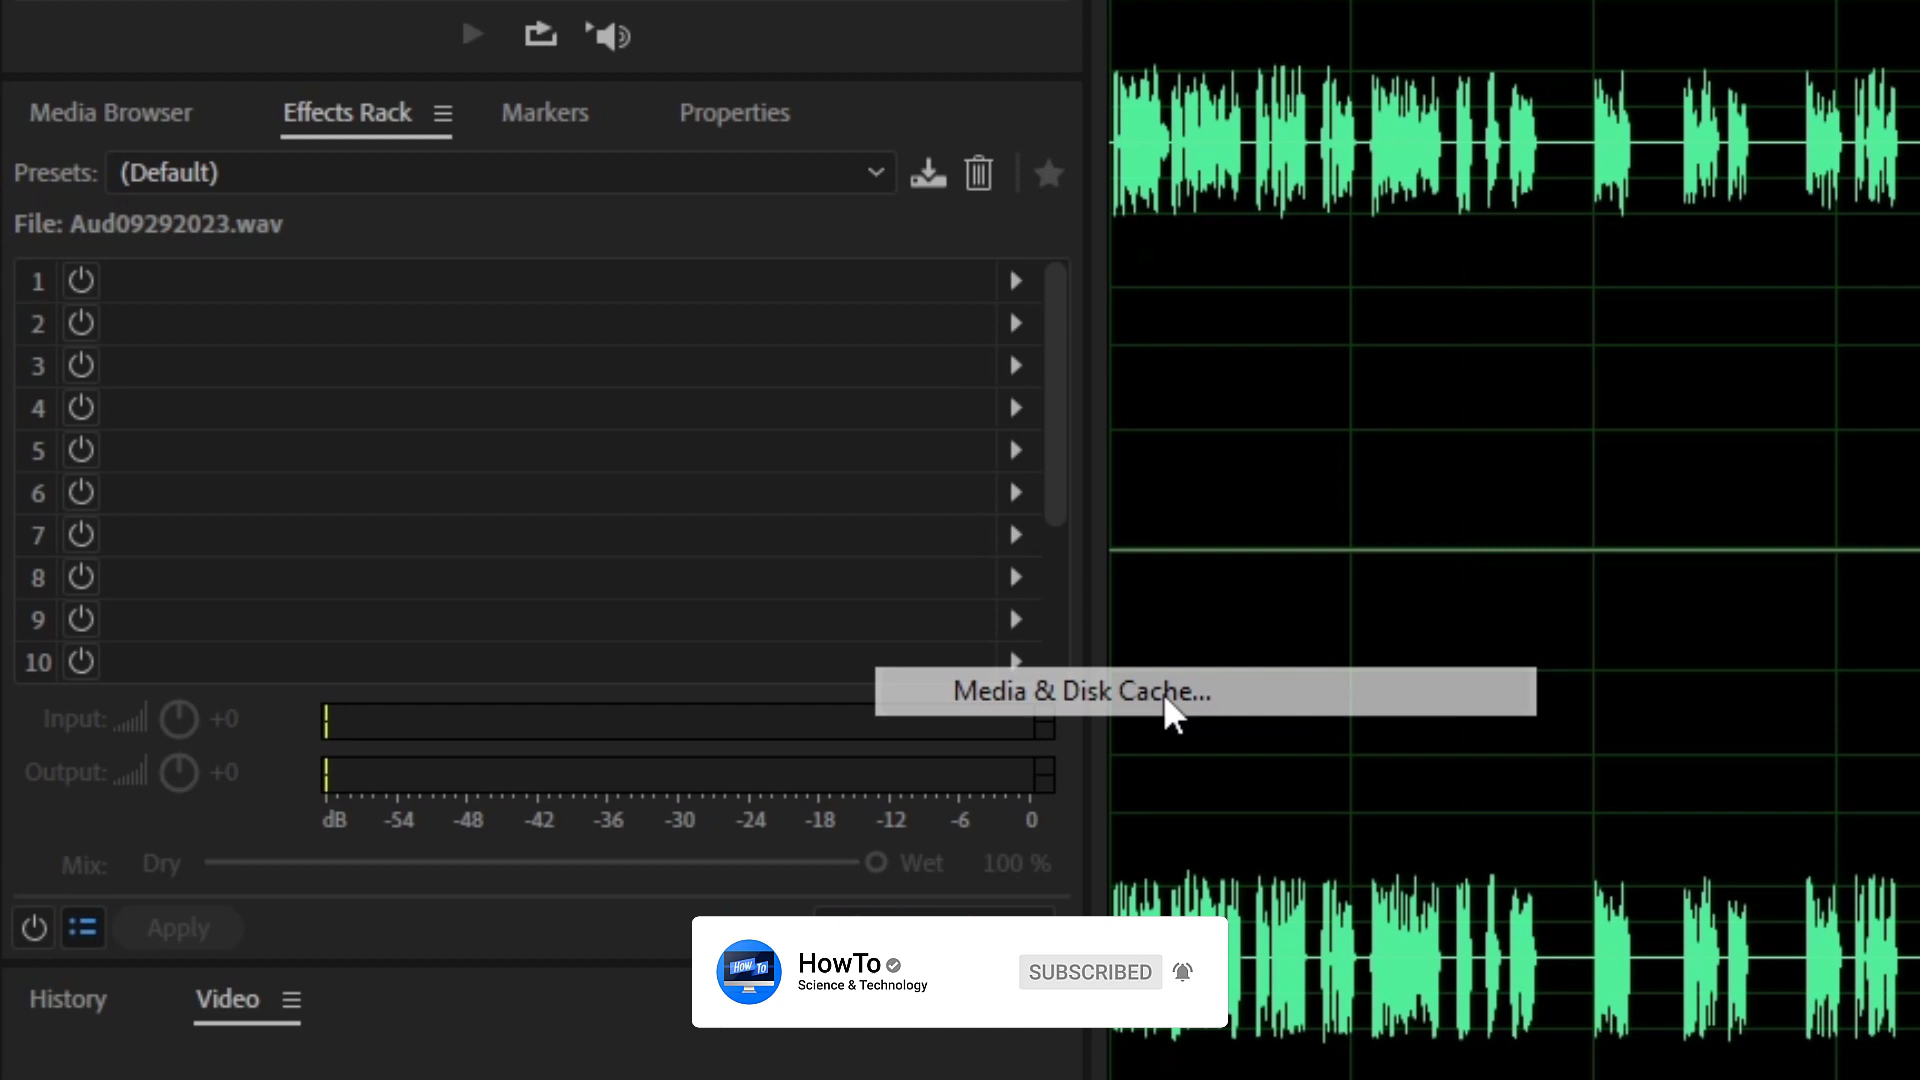 Media Browser
Effects Rack
Markers
Properties
Presets: (Default)
File: Aud09292023.wav
1
2
3
4
5
6
7
8
9
10
Media & Disk Cache...
Input: +0
Output: +0
dB -54 -48 -42 -36 -30 -24 -18 -12 -6 0
Mix: Dry Wet 100 %
Apply
How To
HowTo
Science & Technology
SUBSCRIBED
History
Video